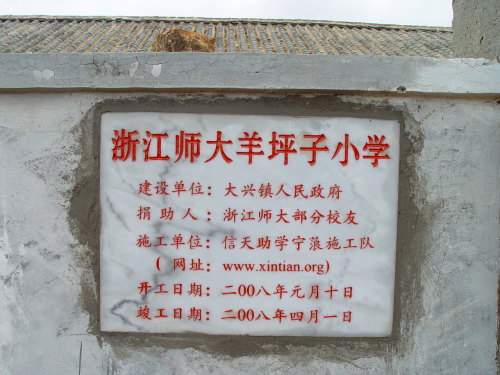 浙江师大羊坪子小学
建设单位：大兴镇人民政府
捐助人：浙江师大部分校友
施工单位：信天助学宁蒗施工队
（网址：www.xintian.org)
开工日期：二00八年元月十日
竣工日期：二00八年四月一日